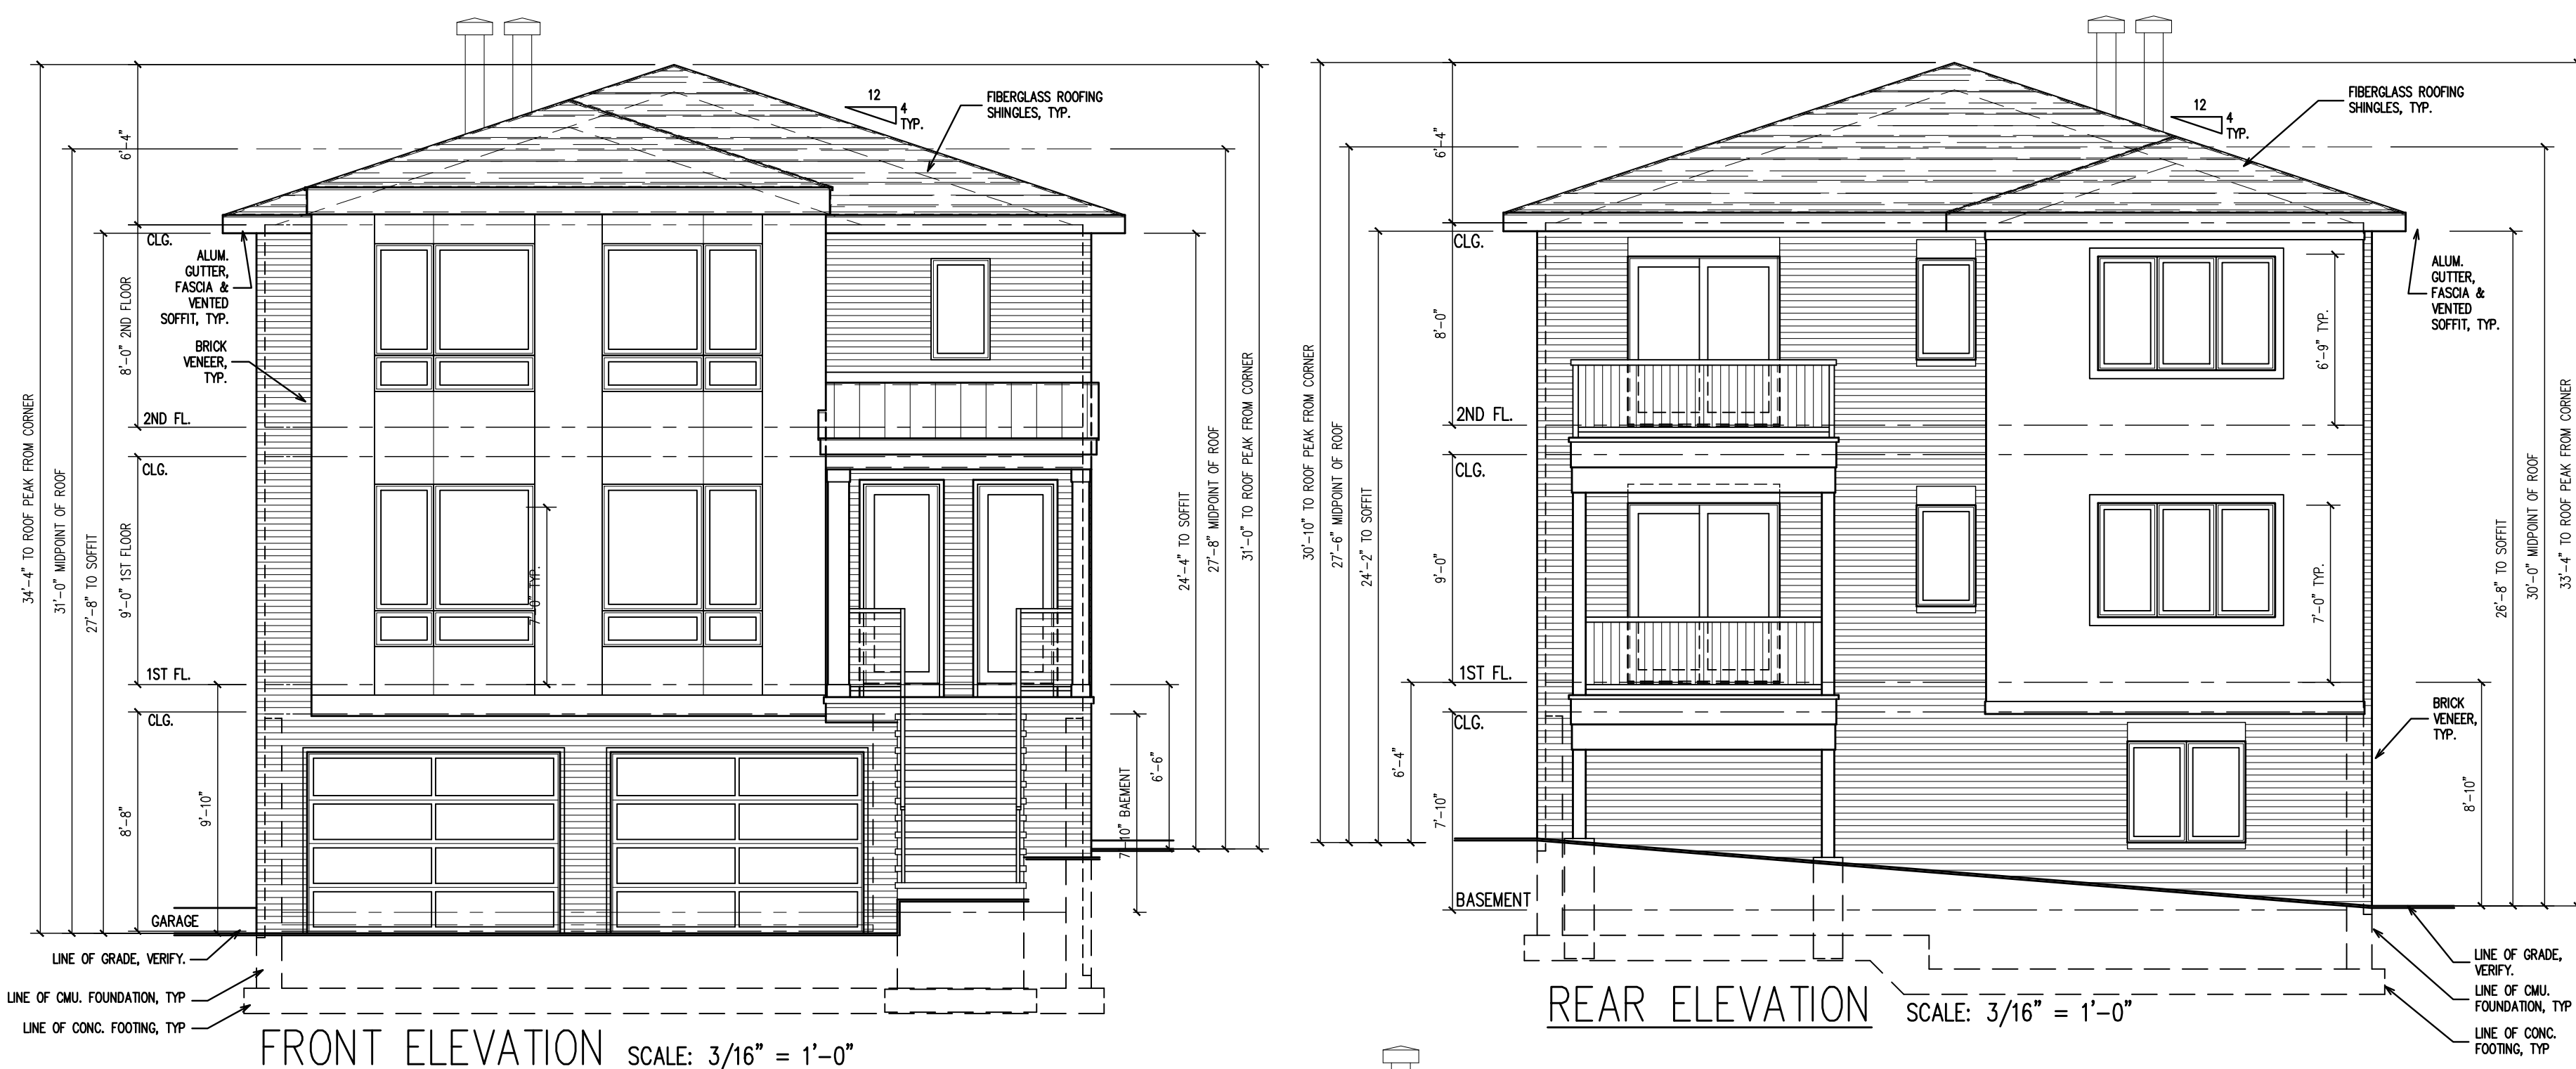 34'-4" TO ROOF PEAK FROM CORNER
31'-0" MIDPOINT OF ROOF
27'-8" TO SOFFIT
6'-4"
8'-0" 2ND FLOOR
9'-0" 1ST FLOOR
8'-8"
9'-10"
CLG.
ALUM.
GUTTER,
FASCIA &
VENTED
SOFFIT, TYP.
BRICK
VENEER,
TYP.
2ND FL.
CLG.
1ST FL.
CLG.
GARAGE
LINE OF GRADE, VERIFY.
LINE OF CMU. FOUNDATION, TYP
LINE OF CONC. FOOTING, TYP
12
4
TYP.
FIBERGLASS ROOFING
SHINGLES, TYP.
7'-0" TYP.
7'-10" BAEMENT
6'-6"
24'-4" TO SOFFIT
27'-8" MIDPOINT OF ROOF
31'-0" TO ROOF PEAK FROM CORNER
FRONT ELEVATION SCALE: 3/16" = 1'-0"
30'-10" TO ROOF PEAK FROM CORNER
27'-6" MIDPOINT OF ROOF
24'-2" TO SOFFIT
6'-4"
6'-4"
8'-0"
9'-0"
7'-10"
CLG.
2ND FL.
CLG.
1ST FL.
CLG.
BASEMENT
12
4
TYP.
FIBERGLASS ROOFING
SHINGLES, TYP.
ALUM.
GUTTER,
FASCIA &
VENTED
SOFFIT, TYP.
6'-9" TYP.
7'-0" TYP.
BRICK
VENEER,
TYP.
8'-10"
26'-8" TO SOFFIT
30'-0" MIDPOINT OF ROOF
33'-4" TO ROOF PEAK FROM CORNER
LINE OF GRADE,
VERIFY.
LINE OF CMU.
FOUNDATION, TYP
LINE OF CONC.
FOOTING, TYP
REAR ELEVATION SCALE: 3/16" = 1'-0"